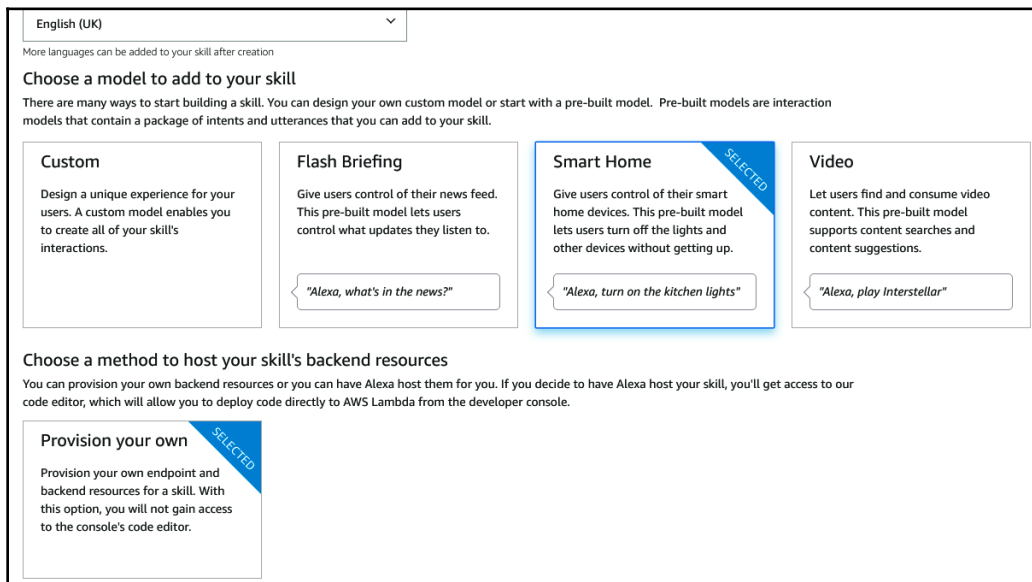 English (UK)
More languages can be added to your skill after creation
Choose a model to add to your skill
There are many ways to start building a skill. You can design your own custom model or start with a pre-built model.  Pre-built models are interaction
models that contain a package of intents and utterances that you can add to your skill.
Custom
Design a unique experience for your
users. A custom model enables you
to create all of your skill's
interactions.
Flash Briefing
Give users control of their news feed.
This pre-built model lets users
control what updates they listen to.
"Alexa, what's in the news?"
Smart Home
SELECTED
Give users control of their smart
home devices. This pre-built model
lets users turn off the lights and
other devices without getting up.
"Alexa, turn on the kitchen lights"
Video
Let users find and consume video
content. This pre-built model
supports content searches and
content suggestions.
"Alexa, play Interstellar"
Choose a method to host your skill's backend resources
You can provision your own backend resources or you can have Alexa host them for you. If you decide to have Alexa host your skill, you'll get access to our
code editor, which will allow you to deploy code directly to AWS Lambda from the developer console.
Provision your own
SELECTED
Provision your own endpoint and
backend resources for a skill. With
this option, you will not gain access
to the console's code editor.